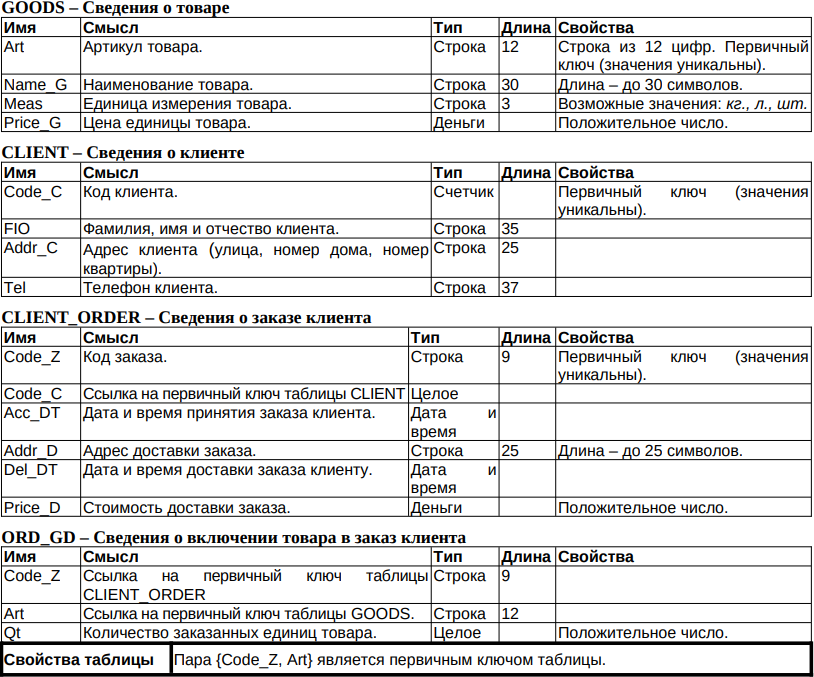 GOODS – Сведения о товаре
Имя Смысл Тип Длина Свойства
Art Артикул товара. Строка 12 Строка из 12 цифр. Первичный
ключ (значения уникальны).
Name_G Наименование товара. Строка 30 Длина – до 30 символов.
Meas Единица измерения товара. Строка 3 Возможные значения: кг., л., шт.
Price_G Цена единицы товара. Деньги Положительное число.
CLIENT – Сведения о клиенте
Имя Смысл Тип Длина Свойства
Code_C Код клиента. Счетчик Первичный ключ (значения
уникальны).
FIO Фамилия, имя и отчество клиента. Строка 35
Addr_C Адрес клиента (улица, номер дома, номер Строка 25
квартиры).
Tel Телефон клиента. Строка 37
CLIENT_ORDER – Сведения о заказе клиента
Имя Смысл Тип Длина Свойства
Code_Z Код заказа. Строка 9 Первичный ключ (значения
уникальны).
Code_C Ссылка на первичный ключ таблицы CLIENT Целое
Acc_DT Дата и время принятия заказа клиента. Дата и
время
Addr_D Адрес доставки заказа. Строка 25 Длина – до 25 символов.
Del_DT Дата и время доставки заказа клиенту. Дата и
время
Price_D Стоимость доставки заказа. Деньги Положительное число.
ORD_GD – Сведения о включении товара в заказ клиента
Имя Смысл Тип Длина Свойства
Code_Z Ссылка на первичный ключ таблицы Строка 9
CLIENT_ORDER
Art Ссылка на первичный ключ таблицы GOODS. Строка 12
Qt Количество заказанных единиц товара. Целое Положительное число.
Свойства таблицы Пара {Code_Z, Art} является первичным ключом таблицы.